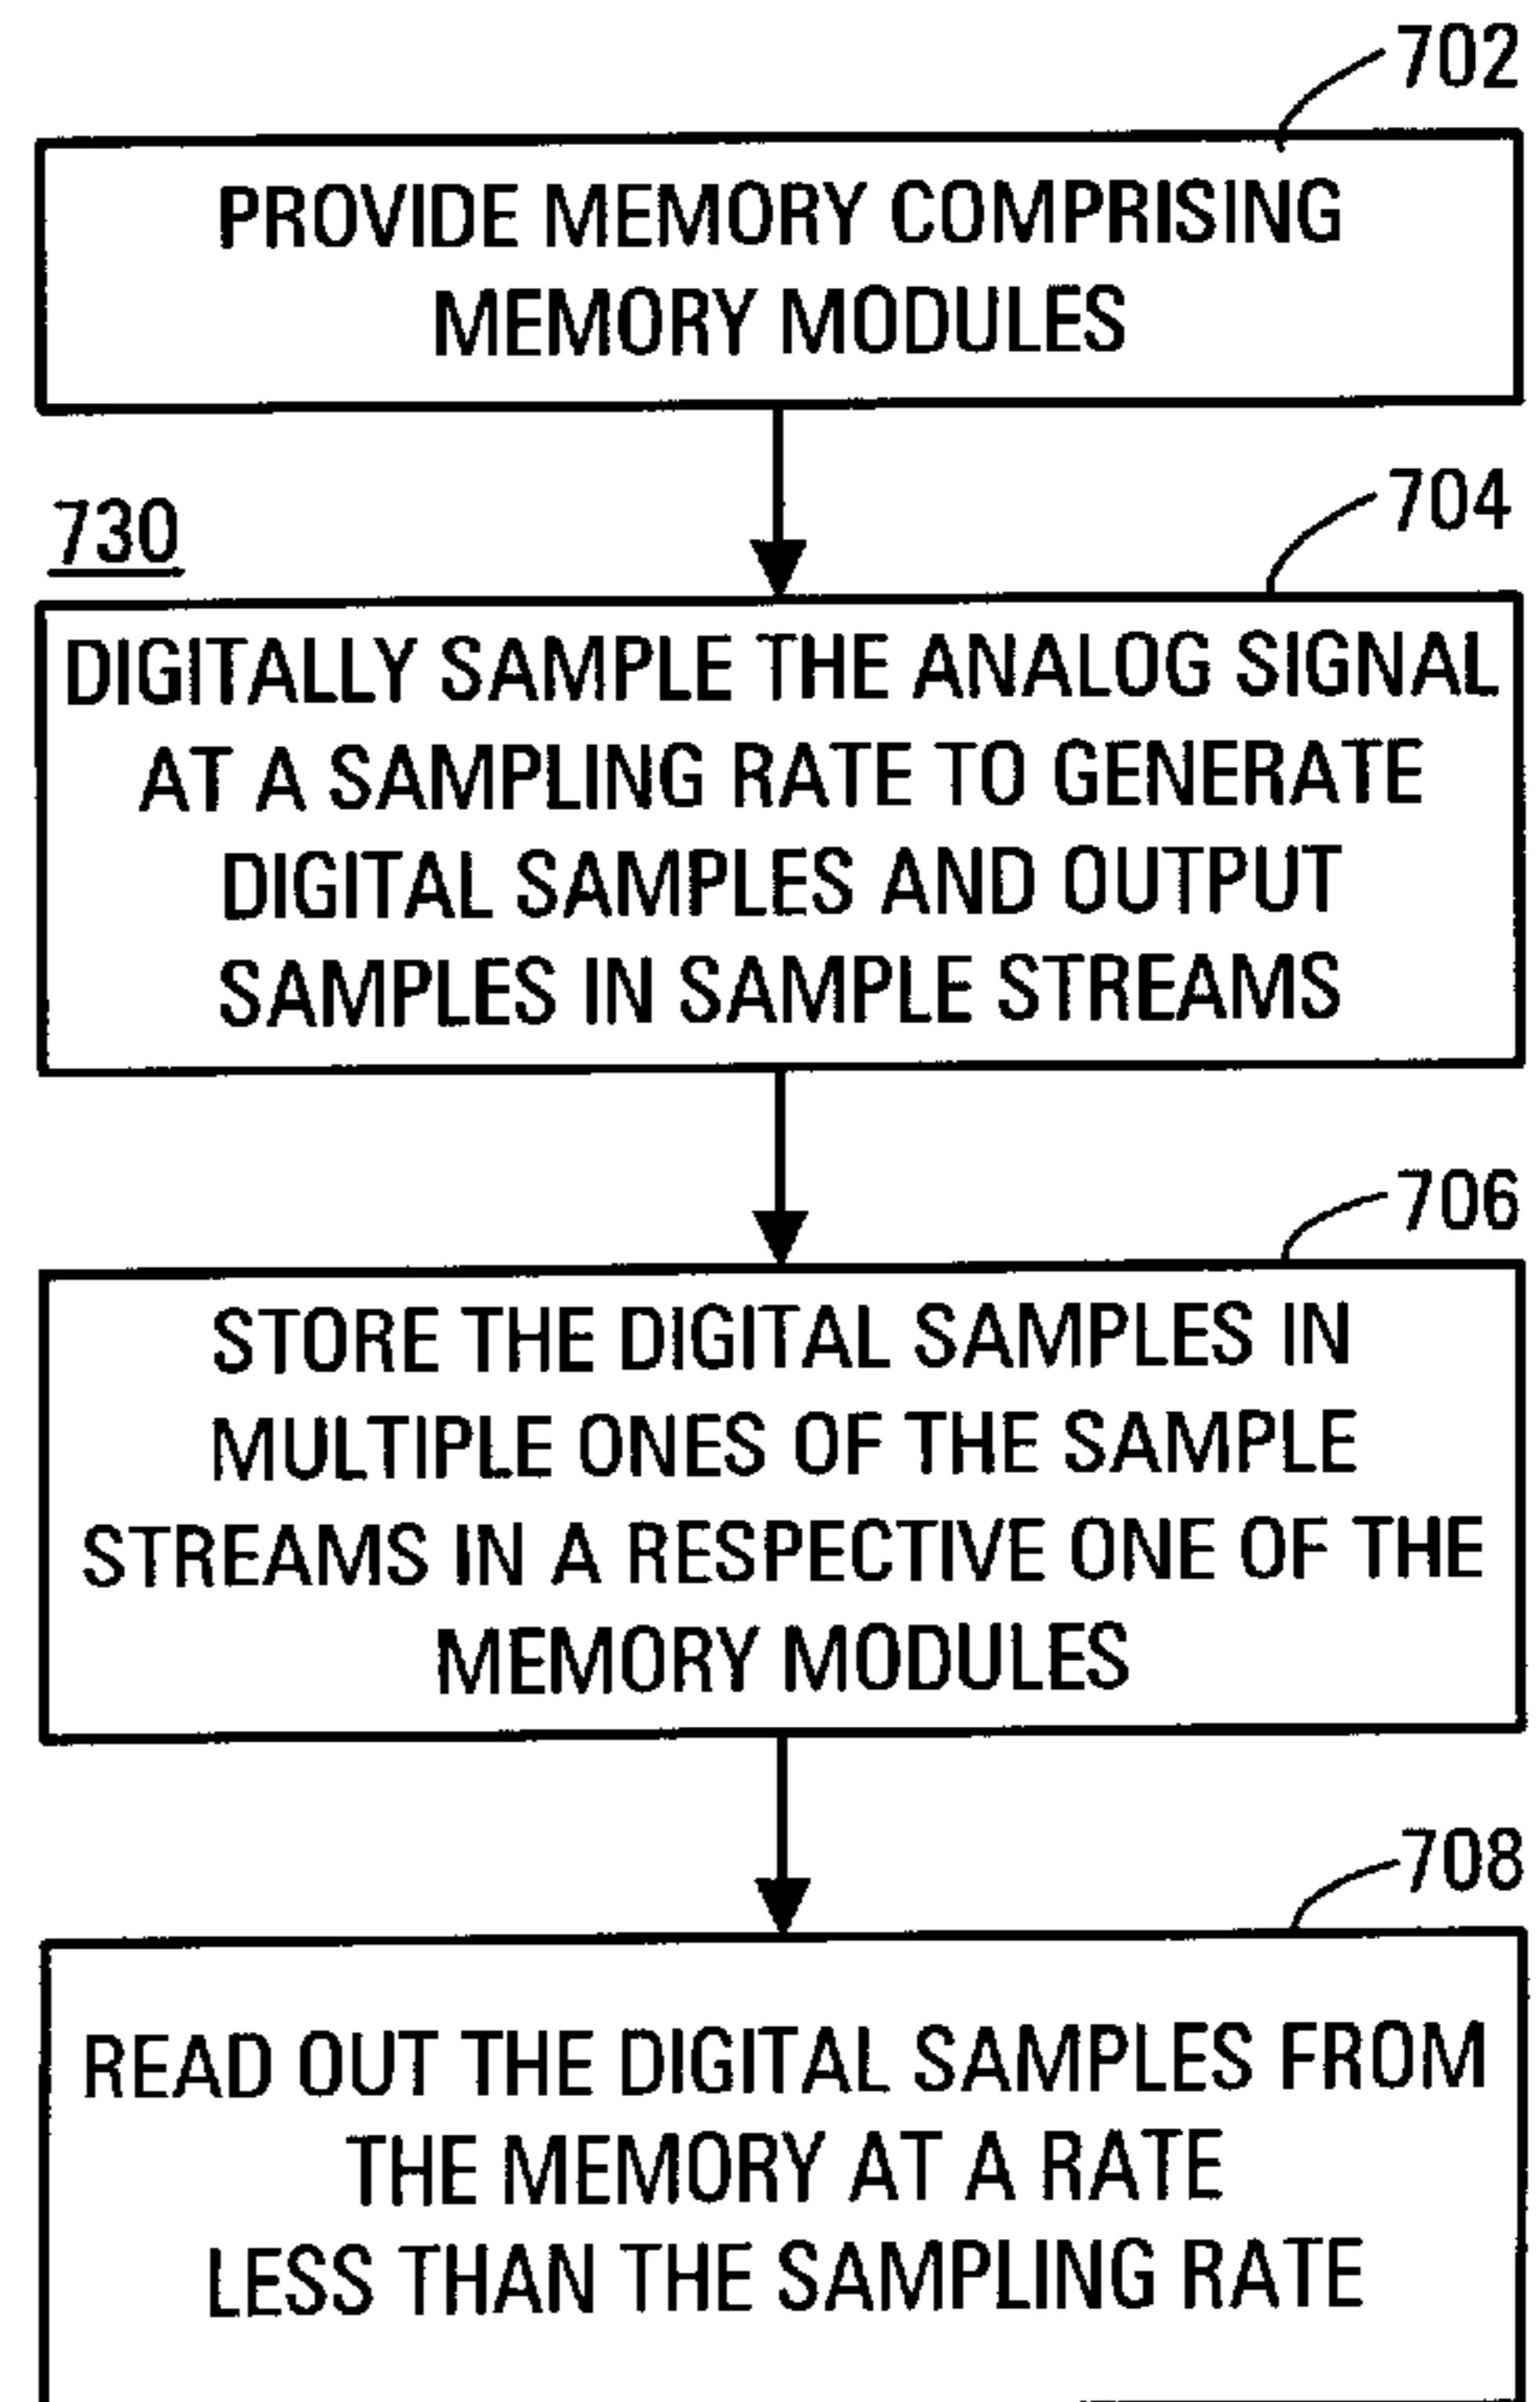 702
PROVIDE MEMORY COMPRISING
MEMORY MODULES
730
704
DIGITALLY SAMPLE THE ANALOG SIGNAL
AT A SAMPLING RATE TO GENERATE
DIGITAL SAMPLES AND OUTPUT
SAMPLES IN SAMPLE STREAMS
706
STORE THE DIGITAL SAMPLES IN
MULTIPLE ONES OF THE SAMPLE
STREAMS IN A RESPECTIVE ONE OF THE
MEMORY MODULES
708
READ OUT THE DIGITAL SAMPLES FROM
THE MEMORY AT A RATE
LESS THAN THE SAMPLING RATE